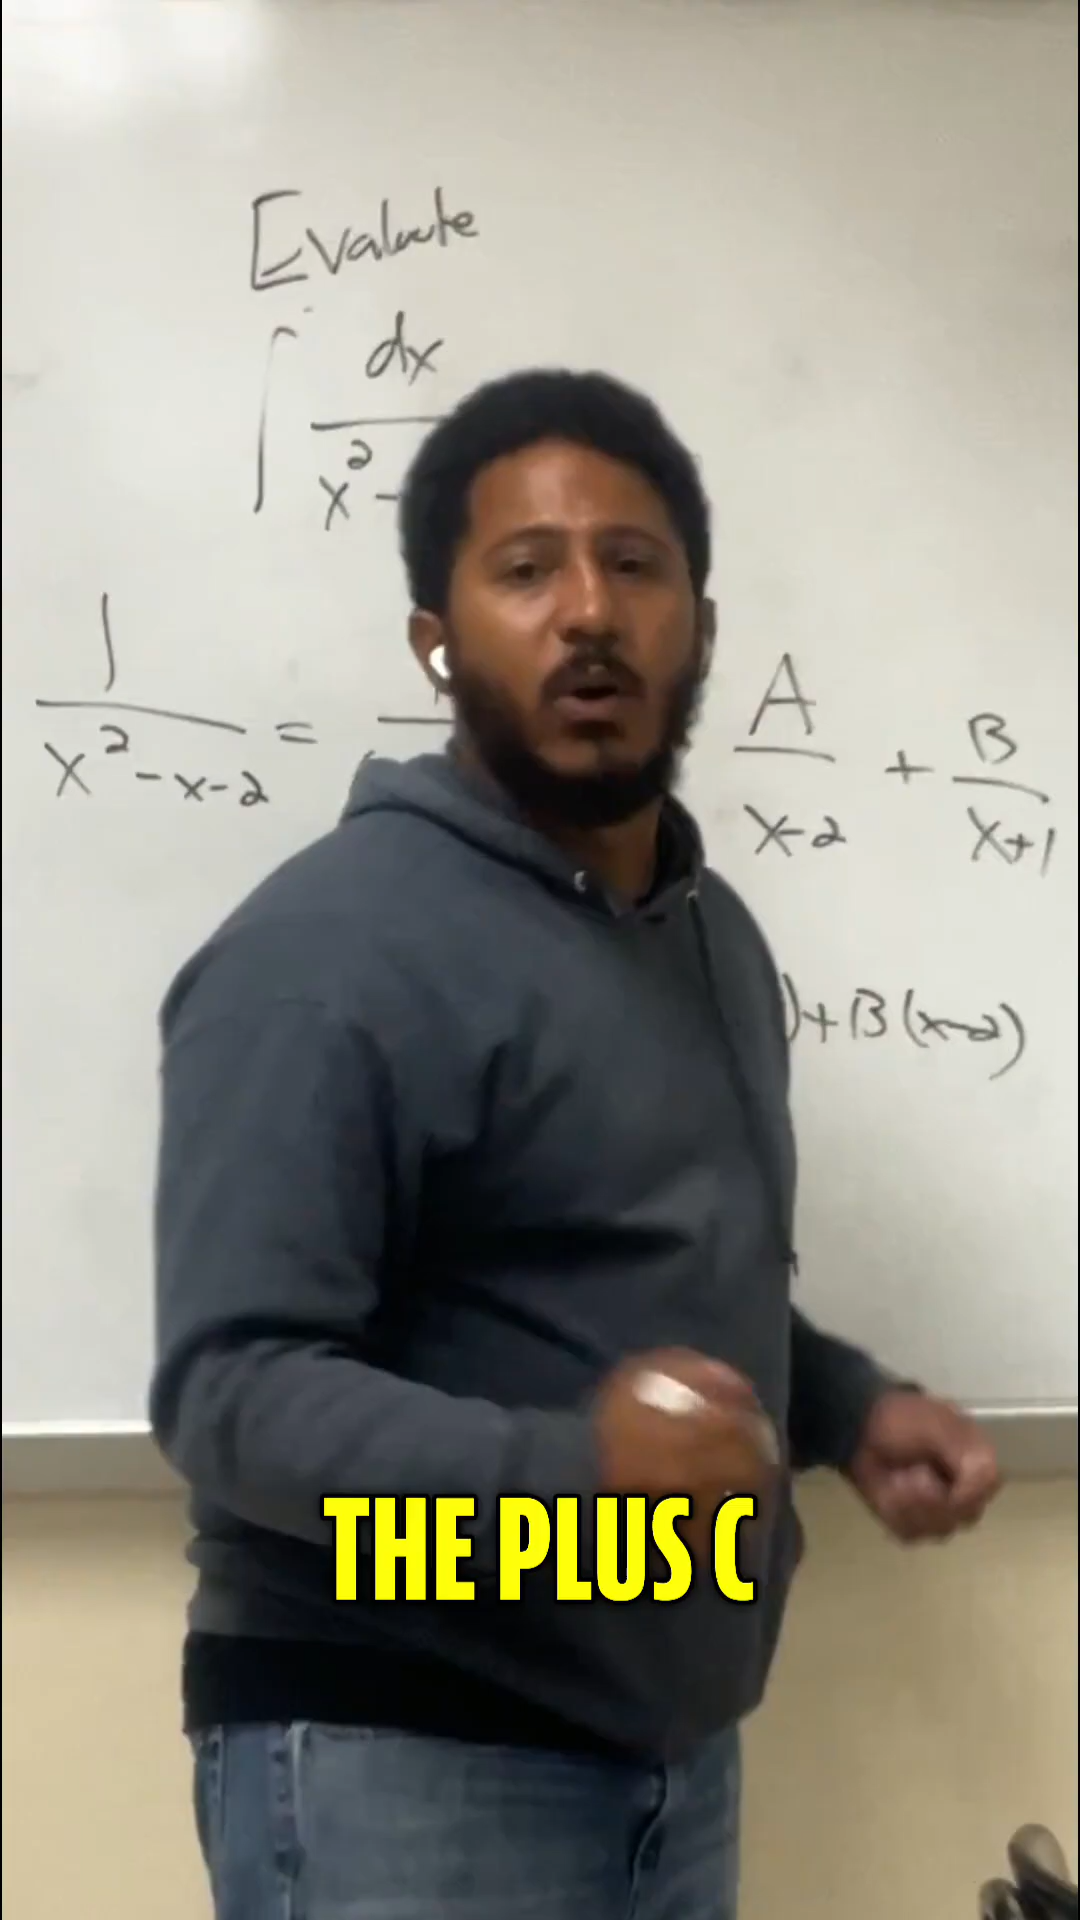 Evaluate
∫ dx
x² -
1 / x²-x-2 = A / x-2 + B / x+1
)+B(x-2)
THE PLUS C